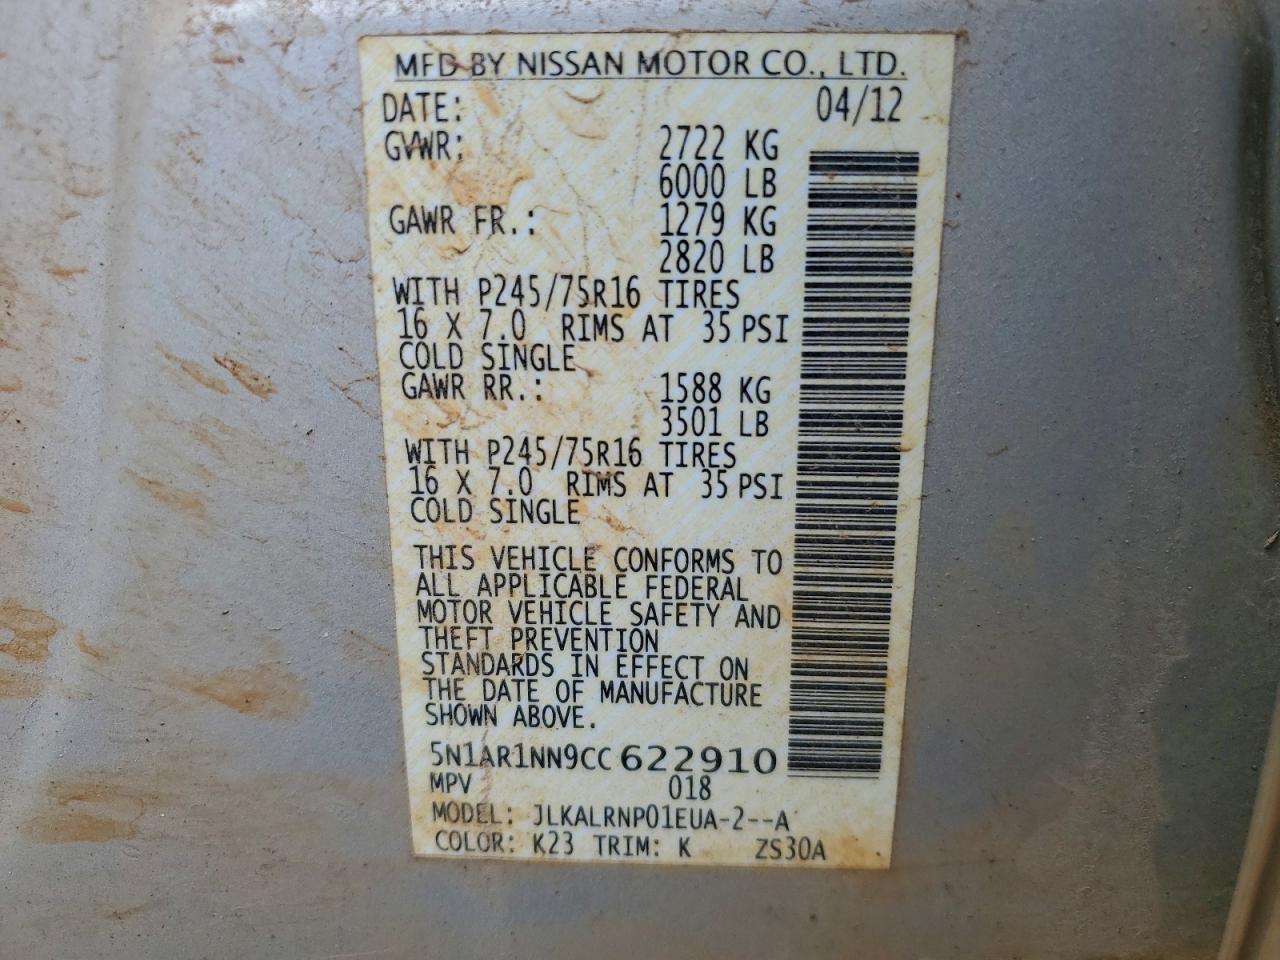 MFD BY NISSAN MOTOR CO., LTD.
DATE: 04/12
GVWR: 2722 KG
6000 LB
GAWR FR.: 1279 KG
2820 LB
WITH P245/75R16 TIRES
16 X 7.0 RIMS AT 35 PSI
COLD SINGLE
GAWR RR.: 1588 KG
3501 LB
WITH P245/75R16 TIRES
16 X 7.0 RIMS AT 35 PSI
COLD SINGLE
THIS VEHICLE CONFORMS TO
ALL APPLICABLE FEDERAL
MOTOR VEHICLE SAFETY AND
THEFT PREVENTION
STANDARDS IN EFFECT ON
THE DATE OF MANUFACTURE
SHOWN ABOVE.
5N1AR1NN9CC622910
MPV 018
MODEL: JLKALRNP01EUA-2--A
COLOR: K23 TRIM: K ZS30A